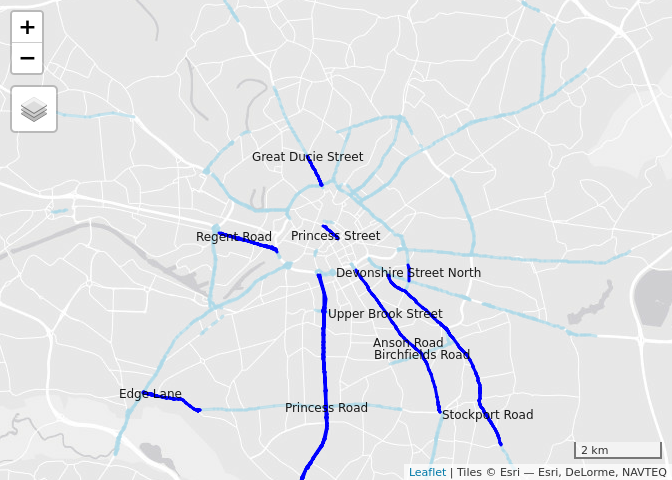 +
−
Great Ducie Street
Regent Road
Princess Street
Devonshire Street North
Upper Brook Street
Anson Road
Birchfields Road
Edge Lane
Princess Road
Stockport Road
2 km
Leaflet | Tiles © Esri — Esri, DeLorme, NAVTEQ